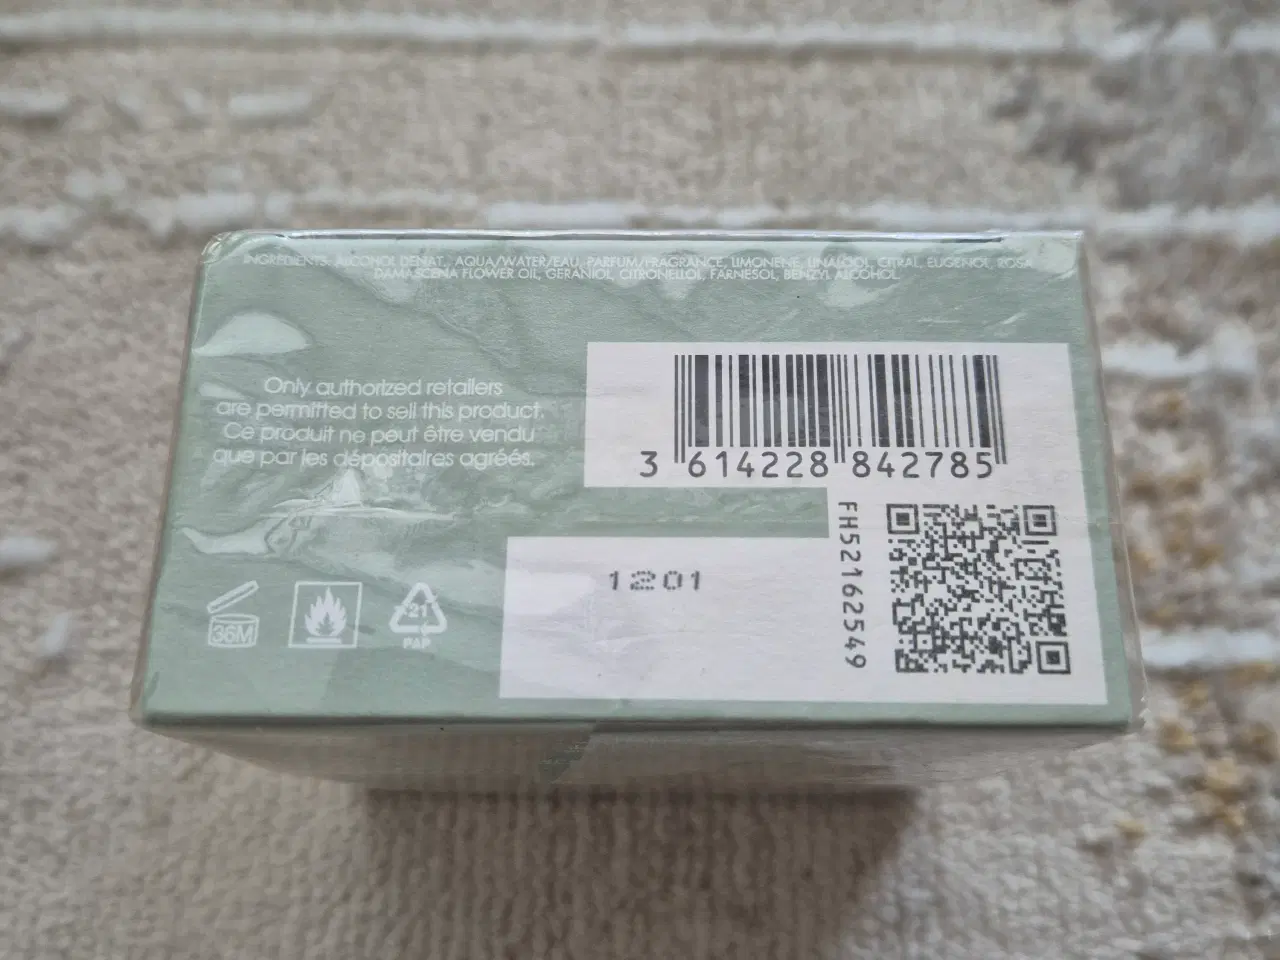 INGREDIENTS: ALCOHOL DENAT., AQUA/WATER/EAU, PARFUM/FRAGRANCE, LIMONENE, LINALOOL, CITRAL, EUGENOL, ROSA
DAMASCENA FLOWER OIL, GERANIOL, CITRONELLOL, FARNESOL, BENZYL ALCOHOL.
Only authorized retailers
are permitted to sell this product.
Ce produit ne peut être vendu
que par les dépositaires agréés.
3 614228 842785
FH52162549
1201
36M
21
PAP